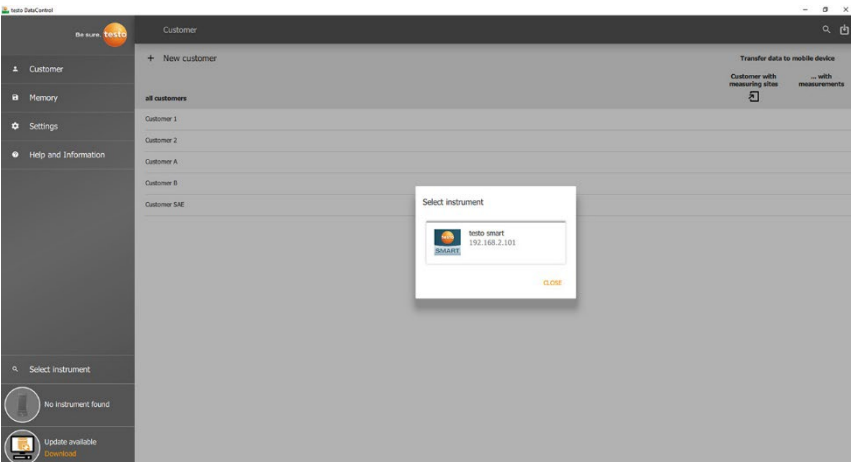 testo DataControl
Be sure. testo
Customer
Memory
Settings
Help and Information
Select instrument
No instrument found
Update available
Download
Customer
+ New customer
Transfer data to mobile device
Customer with
measuring sites
... with
measurements
all customers
Customer 1
Customer 2
Customer A
Customer B
Customer SAE
Select instrument
testo smart
192.168.2.101
SMART
CLOSE